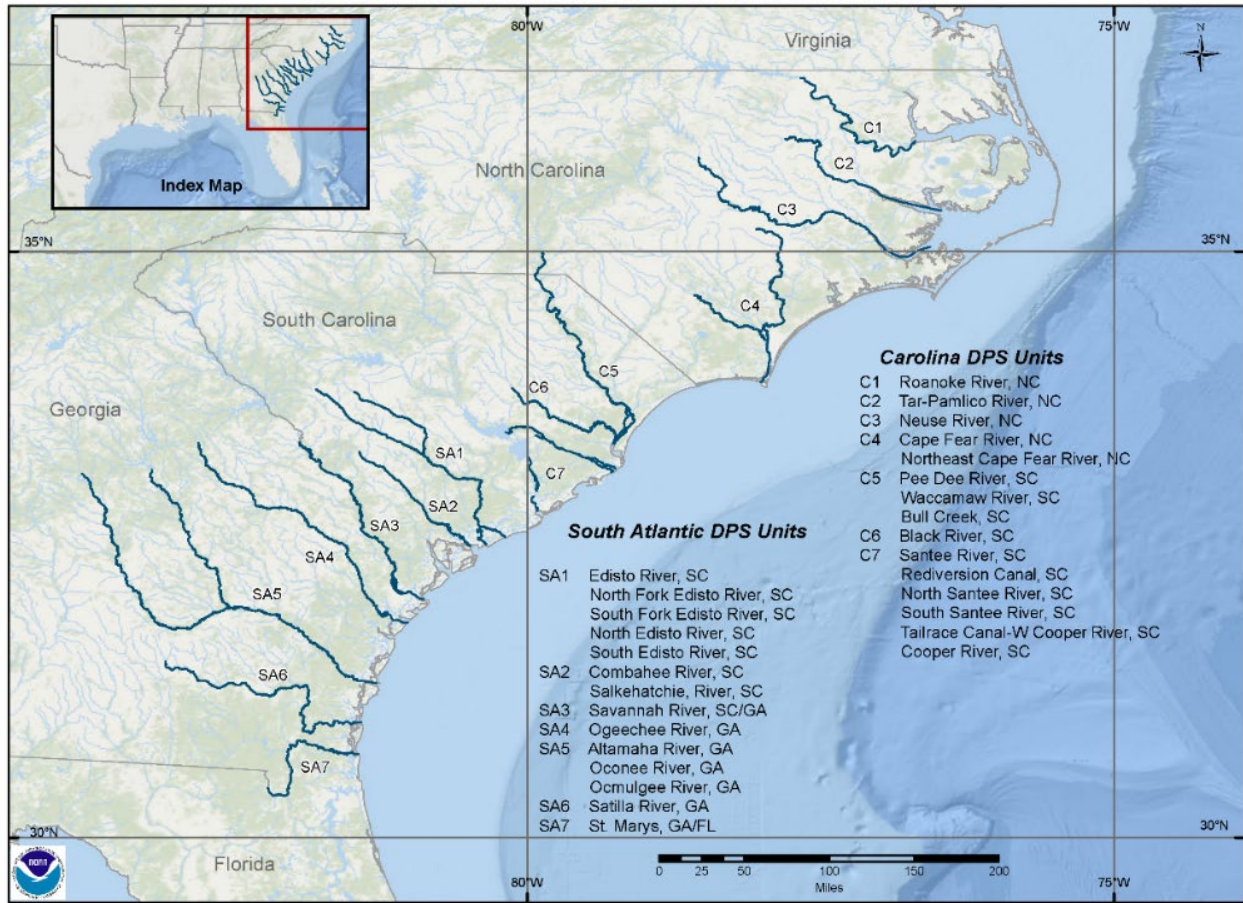 80°W
75°W
Virginia
N
Index Map
North Carolina
C1
C2
C3
35°N
35°N
C4
South Carolina
C5
C6
C7
Georgia
SA1
SA2
SA3
SA4
SA5
SA6
SA7
Carolina DPS Units
C1 Roanoke River, NC
C2 Tar-Pamlico River, NC
C3 Neuse River, NC
C4 Cape Fear River, NC
Northeast Cape Fear River, NC
C5 Pee Dee River, SC
Waccamaw River, SC
Bull Creek, SC
C6 Black River, SC
C7 Santee River, SC
Rediversion Canal, SC
North Santee River, SC
South Santee River, SC
Tailrace Canal-W Cooper River, SC
Cooper River, SC
South Atlantic DPS Units
SA1 Edisto River, SC
North Fork Edisto River, SC
South Fork Edisto River, SC
North Edisto River, SC
South Edisto River, SC
SA2 Combahee River, SC
Salkehatchie, River, SC
SA3 Savannah River, SC/GA
SA4 Ogeechee River, GA
SA5 Altamaha River, GA
Oconee River, GA
Ocmulgee River, GA
SA6 Satilla River, GA
SA7 St. Marys, GA/FL
30°N
30°N
Florida
noaa
0 25 50 100 150 200
Miles
80°W
75°W